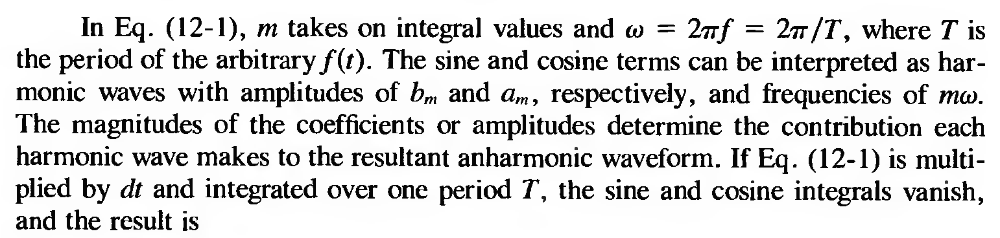 In Eq. (12-1), m takes on integral values and ω = 2πf = 2π/T, where T is
the period of the arbitrary f(t). The sine and cosine terms can be interpreted as har-
monic waves with amplitudes of bm and am, respectively, and frequencies of mω.
The magnitudes of the coefficients or amplitudes determine the contribution each
harmonic wave makes to the resultant anharmonic waveform. If Eq. (12-1) is multi-
plied by dt and integrated over one period T, the sine and cosine integrals vanish,
and the result is